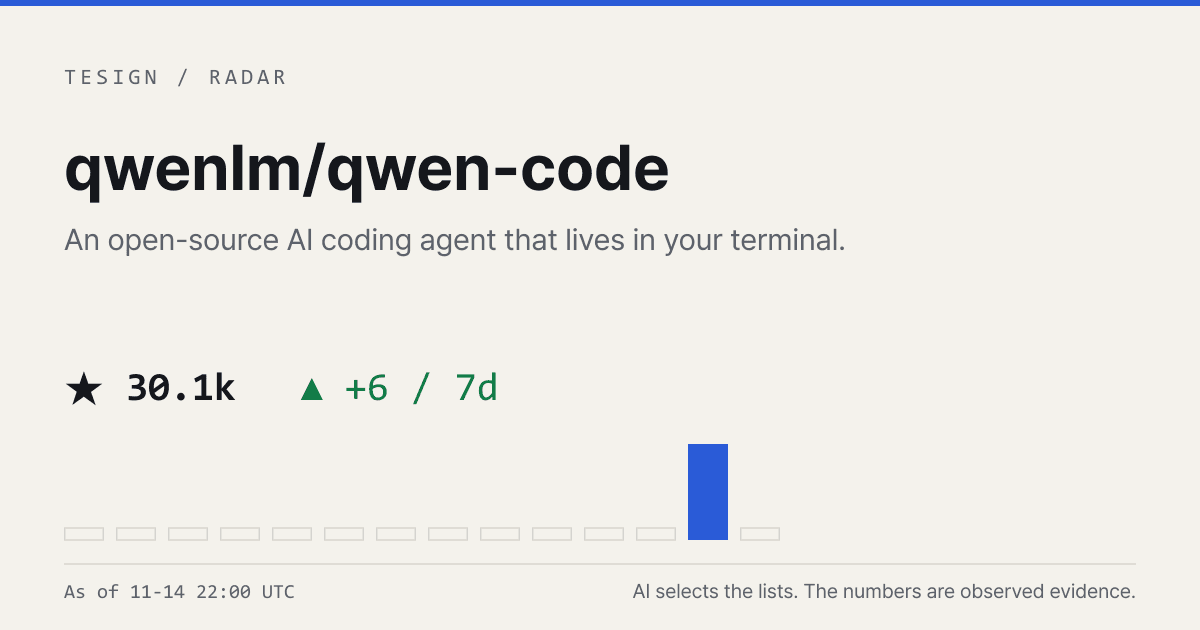 TESIGN / RADAR
qwenlm/qwen-code
An open-source AI coding agent that lives in your terminal.
★ 30.1k ▲ +6 / 7d
As of 11-14 22:00 UTC
AI selects the lists. The numbers are observed evidence.